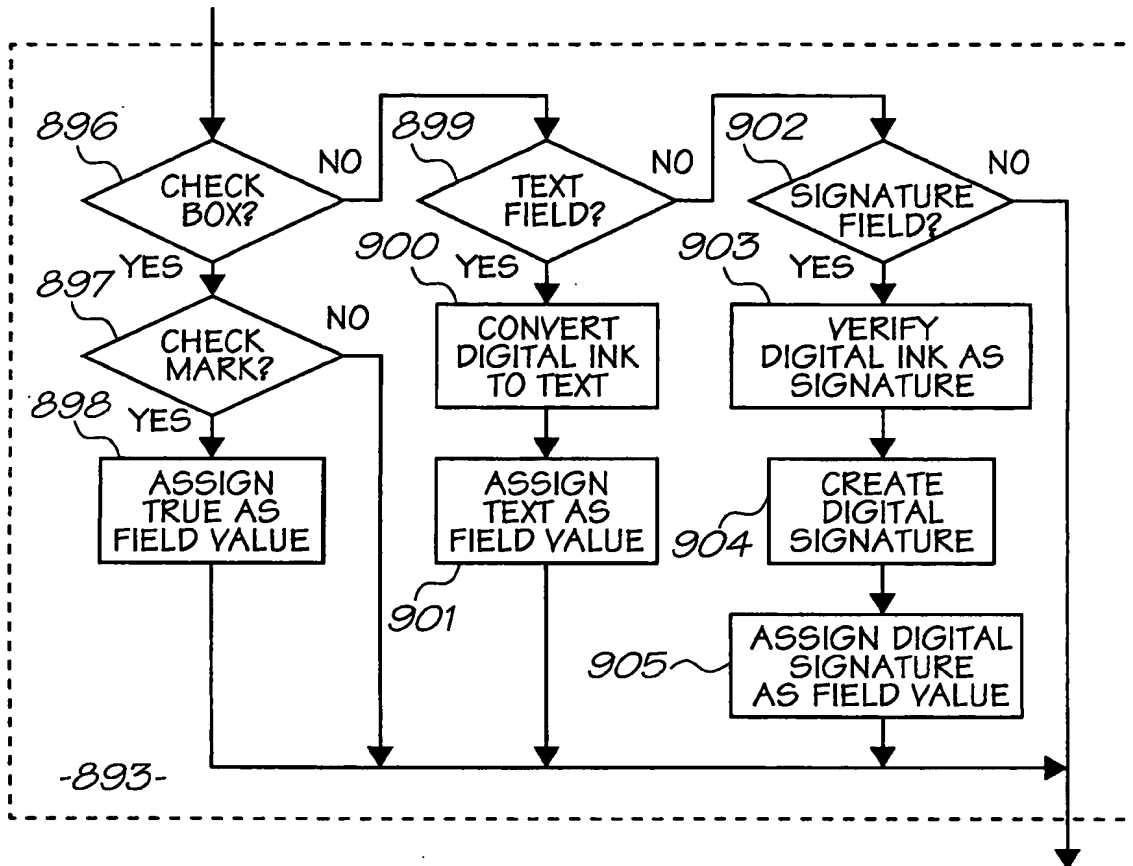 896
CHECK
BOX?
NO
YES
897
CHECK
MARK?
NO
YES
898
ASSIGN
TRUE AS
FIELD VALUE
899
TEXT
FIELD?
NO
YES
900
CONVERT
DIGITAL INK
TO TEXT
ASSIGN
TEXT AS
FIELD VALUE
901
902
SIGNATURE
FIELD?
NO
YES
903
VERIFY
DIGITAL INK AS
SIGNATURE
CREATE
DIGITAL
SIGNATURE
904
ASSIGN DIGITAL
SIGNATURE
AS FIELD VALUE
905
-893-